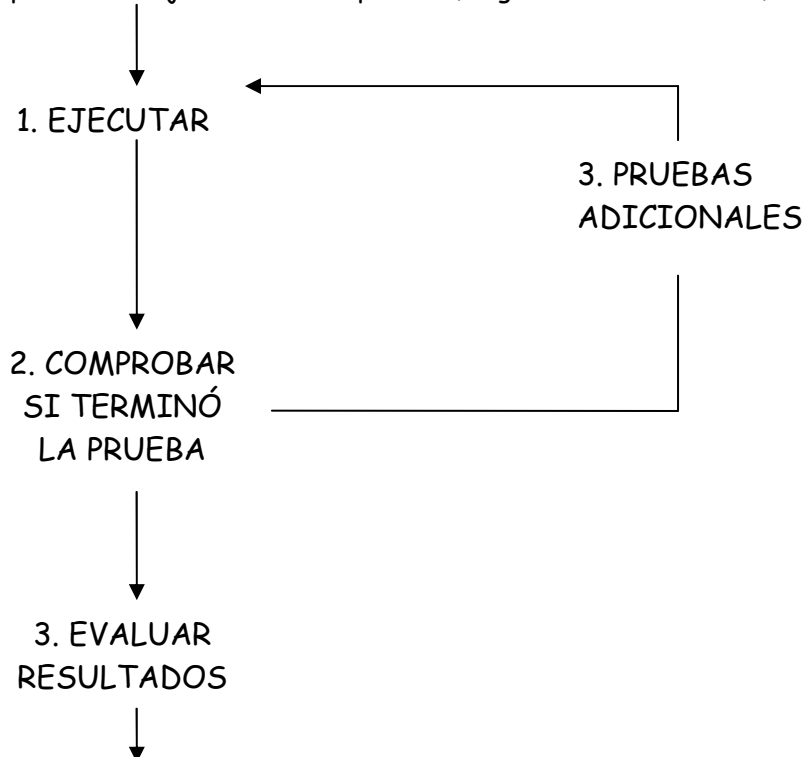 1. EJECUTAR
3. PRUEBAS
ADICIONALES
2. COMPROBAR
SI TERMINÓ
LA PRUEBA
3. EVALUAR
RESULTADOS